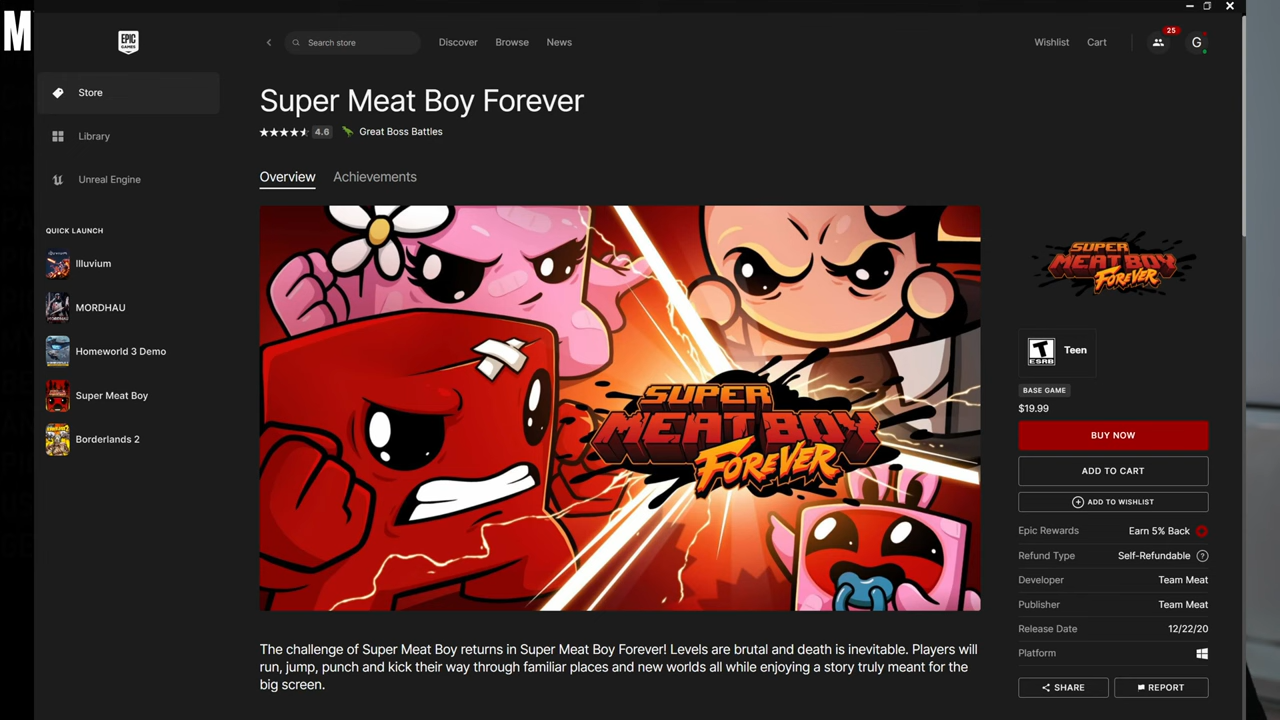 M
EPIC
GAMES
Search store
Discover
Browse
News
Wishlist
Cart
25
G
Store
Library
Unreal Engine
QUICK LAUNCH
Illuvium
MORDHAU
Homeworld 3 Demo
Super Meat Boy
Borderlands 2
Super Meat Boy Forever
4.6
Great Boss Battles
Overview
Achievements
SUPER
MEAT BOY
FOREVER
SUPER
MEAT BOY
FOREVER
T
ESRB
Teen
BASE GAME
$19.99
BUY NOW
ADD TO CART
ADD TO WISHLIST
Epic Rewards Earn 5% Back
Refund Type Self-Refundable ?
Developer Team Meat
Publisher Team Meat
Release Date 12/22/20
Platform
SHARE
REPORT
The challenge of Super Meat Boy returns in Super Meat Boy Forever! Levels are brutal and death is inevitable. Players will
run, jump, punch and kick their way through familiar places and new worlds all while enjoying a story truly meant for the
big screen.